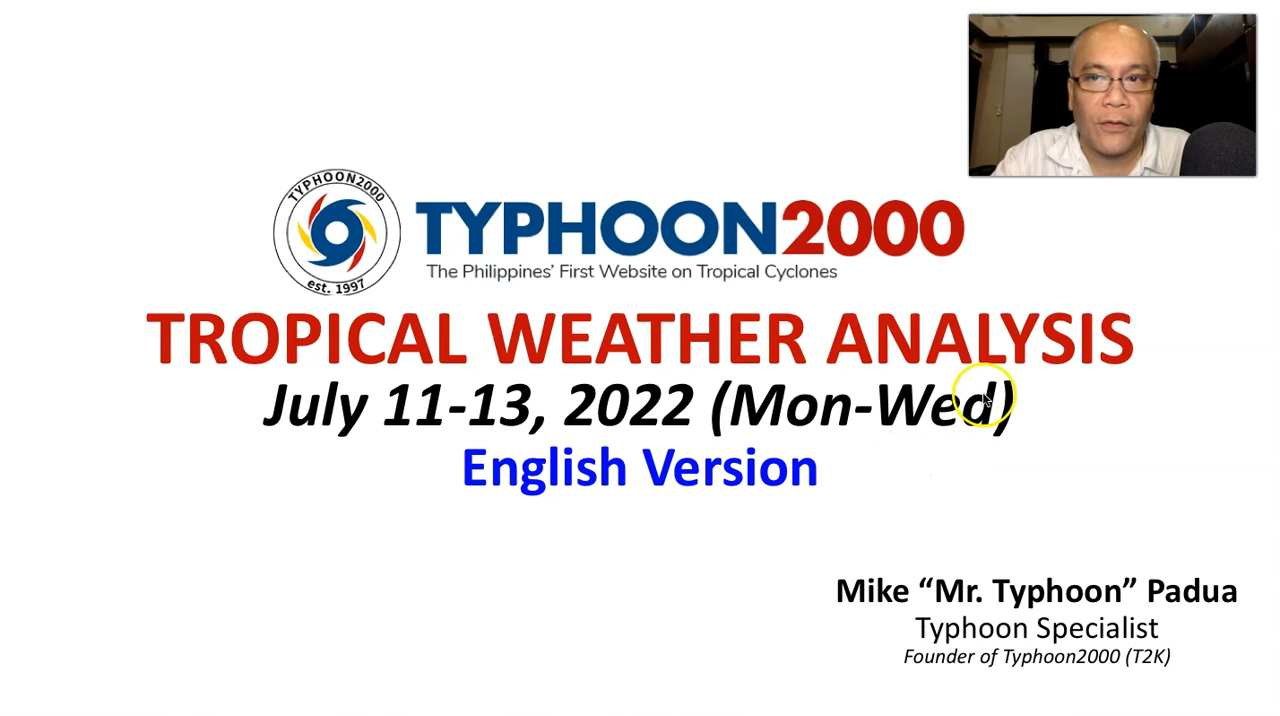 TYPHOON2000
est. 1997
TYPHOON2000
The Philippines' First Website on Tropical Cyclones
TROPICAL WEATHER ANALYSIS
July 11-13, 2022 (Mon-Wed)
English Version
Mike “Mr. Typhoon” Padua
Typhoon Specialist
Founder of Typhoon2000 (T2K)